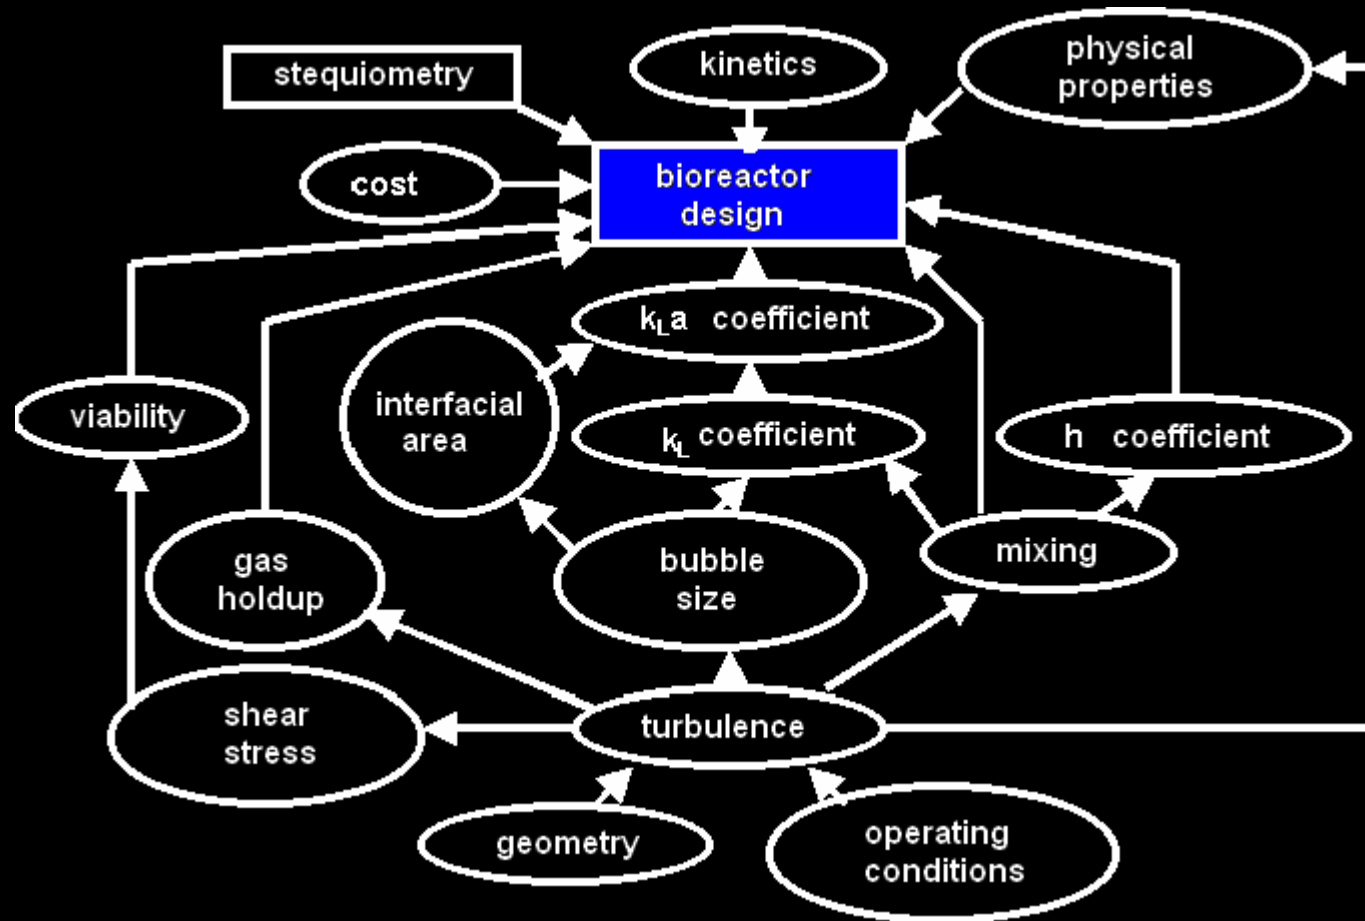 stequiometry
kinetics
physical
properties
cost
bioreactor
design
kLa coefficient
interfacial
area
viability
kL coefficient
h coefficient
gas
holdup
bubble
size
mixing
shear
stress
turbulence
geometry
operating
conditions